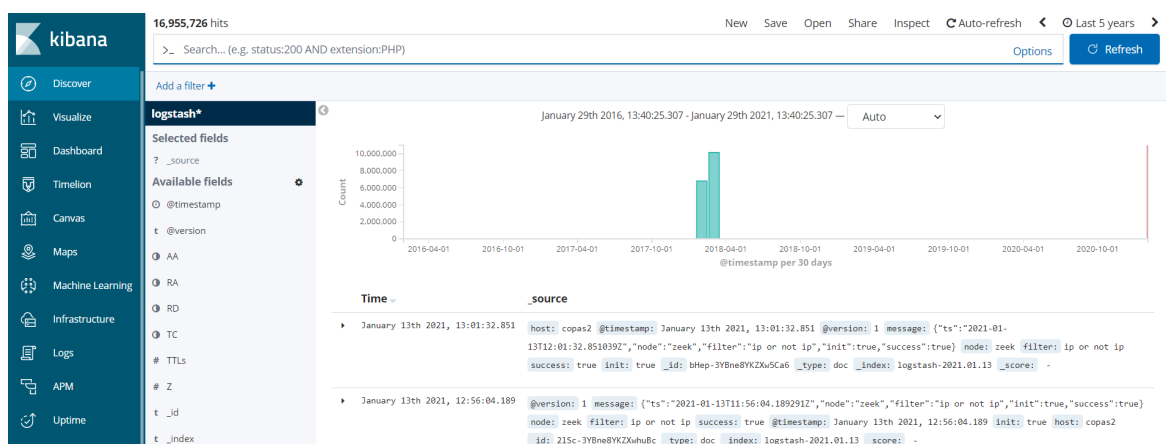 kibana
Discover
Visualize
Dashboard
Timelion
Canvas
Maps
Machine Learning
Infrastructure
Logs
APM
Uptime
16,955,726 hits
New Save Open Share Inspect Auto-refresh Last 5 years
>_ Search... (e.g. status:200 AND extension:PHP) Options Refresh
Add a filter +
logstash*
Selected fields
? _source
Available fields
@timestamp
t @version
AA
RA
RD
TC
# TTLs
# Z
t _id
t _index
January 29th 2016, 13:40:25.307 - January 29th 2021, 13:40:25.307 — Auto
Count
10,000,000
8,000,000
6,000,000
4,000,000
2,000,000
0
2016-04-01 2016-10-01 2017-04-01 2017-10-01 2018-04-01 2018-10-01 2019-04-01 2019-10-01 2020-04-01 2020-10-01
@timestamp per 30 days
Time _source
January 13th 2021, 13:01:32.851 host: copas2 @timestamp: January 13th 2021, 13:01:32.851 @version: 1 message: {"ts":"2021-01-
13T12:01:32.851039Z","node":"zeek","filter":"ip or not ip","init":true,"success":true} node: zeek filter: ip or not ip
success: true init: true _id: bHep-3YBne8YKZXw5Ca6 _type: doc _index: logstash-2021.01.13 _score: -
January 13th 2021, 12:56:04.189 @version: 1 message: {"ts":"2021-01-13T11:56:04.189291Z","node":"zeek","filter":"ip or not ip","init":true,"success":true}
node: zeek filter: ip or not ip success: true @timestamp: January 13th 2021, 12:56:04.189 init: true host: copas2
_id: 21Sc-3YBne8YKZXwhuBc _type: doc _index: logstash-2021.01.13 _score: -